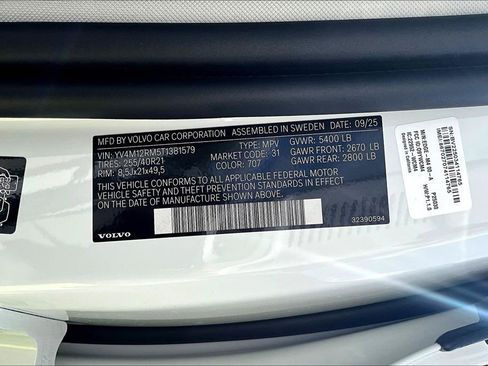 MFD BY VOLVO CAR CORPORATION ASSEMBLED IN SWEDEN 09/25
VIN: YV4M12RM5T1381579 TYPE: MPV GVWR: 5400 LB
TIRES: 255/40R21 MARKET CODE: 31 GAWR FRONT: 2670 LB
RIM: 8,5Jx21x49,5 COLOR: 707 GAWR REAR: 2800 LB
THIS VEHICLE CONFORMS TO ALL APPLICABLE FEDERAL MOTOR
VEHICLE SAFETY AND THEFT PREVENTION STANDARDS IN
EFFECT ON THE DATE OF MANUFACTURE SHOWN ABOVE.
32390594
VOLVO